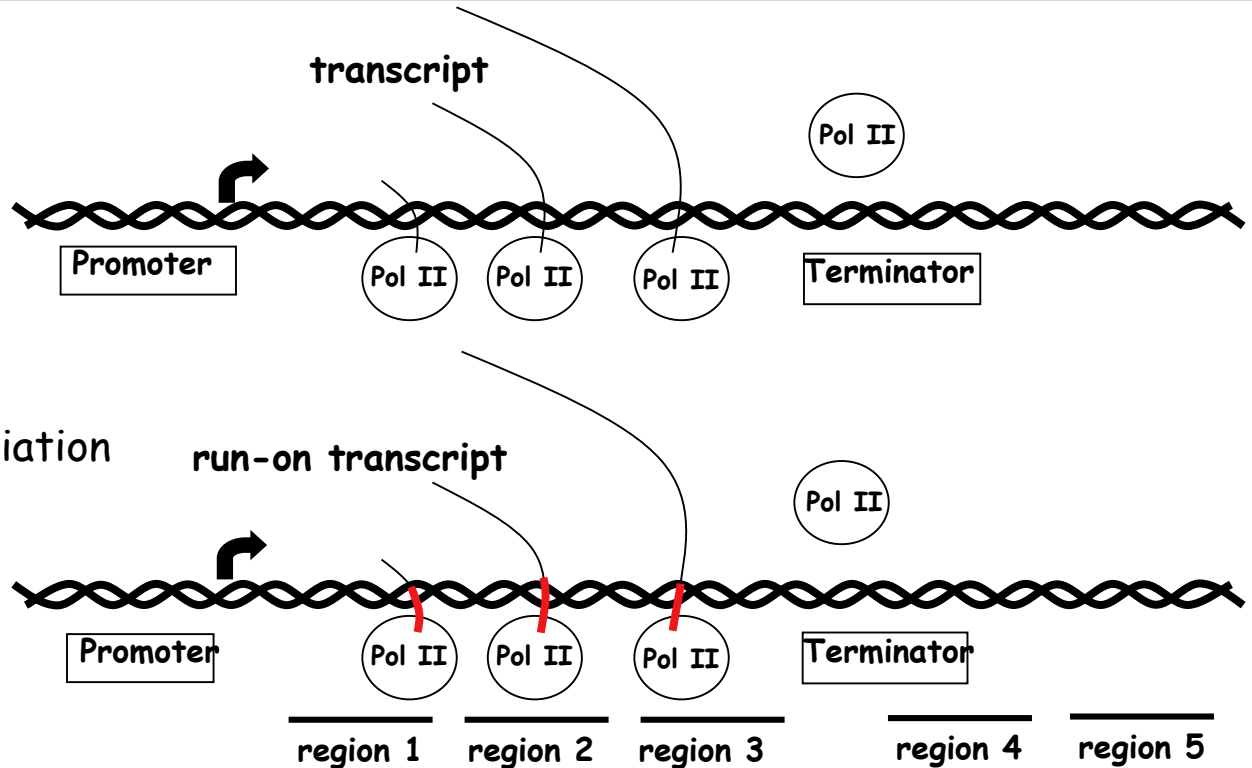 transcript
Pol II
Promoter
Pol II
Pol II
Pol II
Terminator
iation
run-on transcript
Pol II
Promoter
Pol II
Pol II
Pol II
Terminator
region 1
region 2
region 3
region 4
region 5